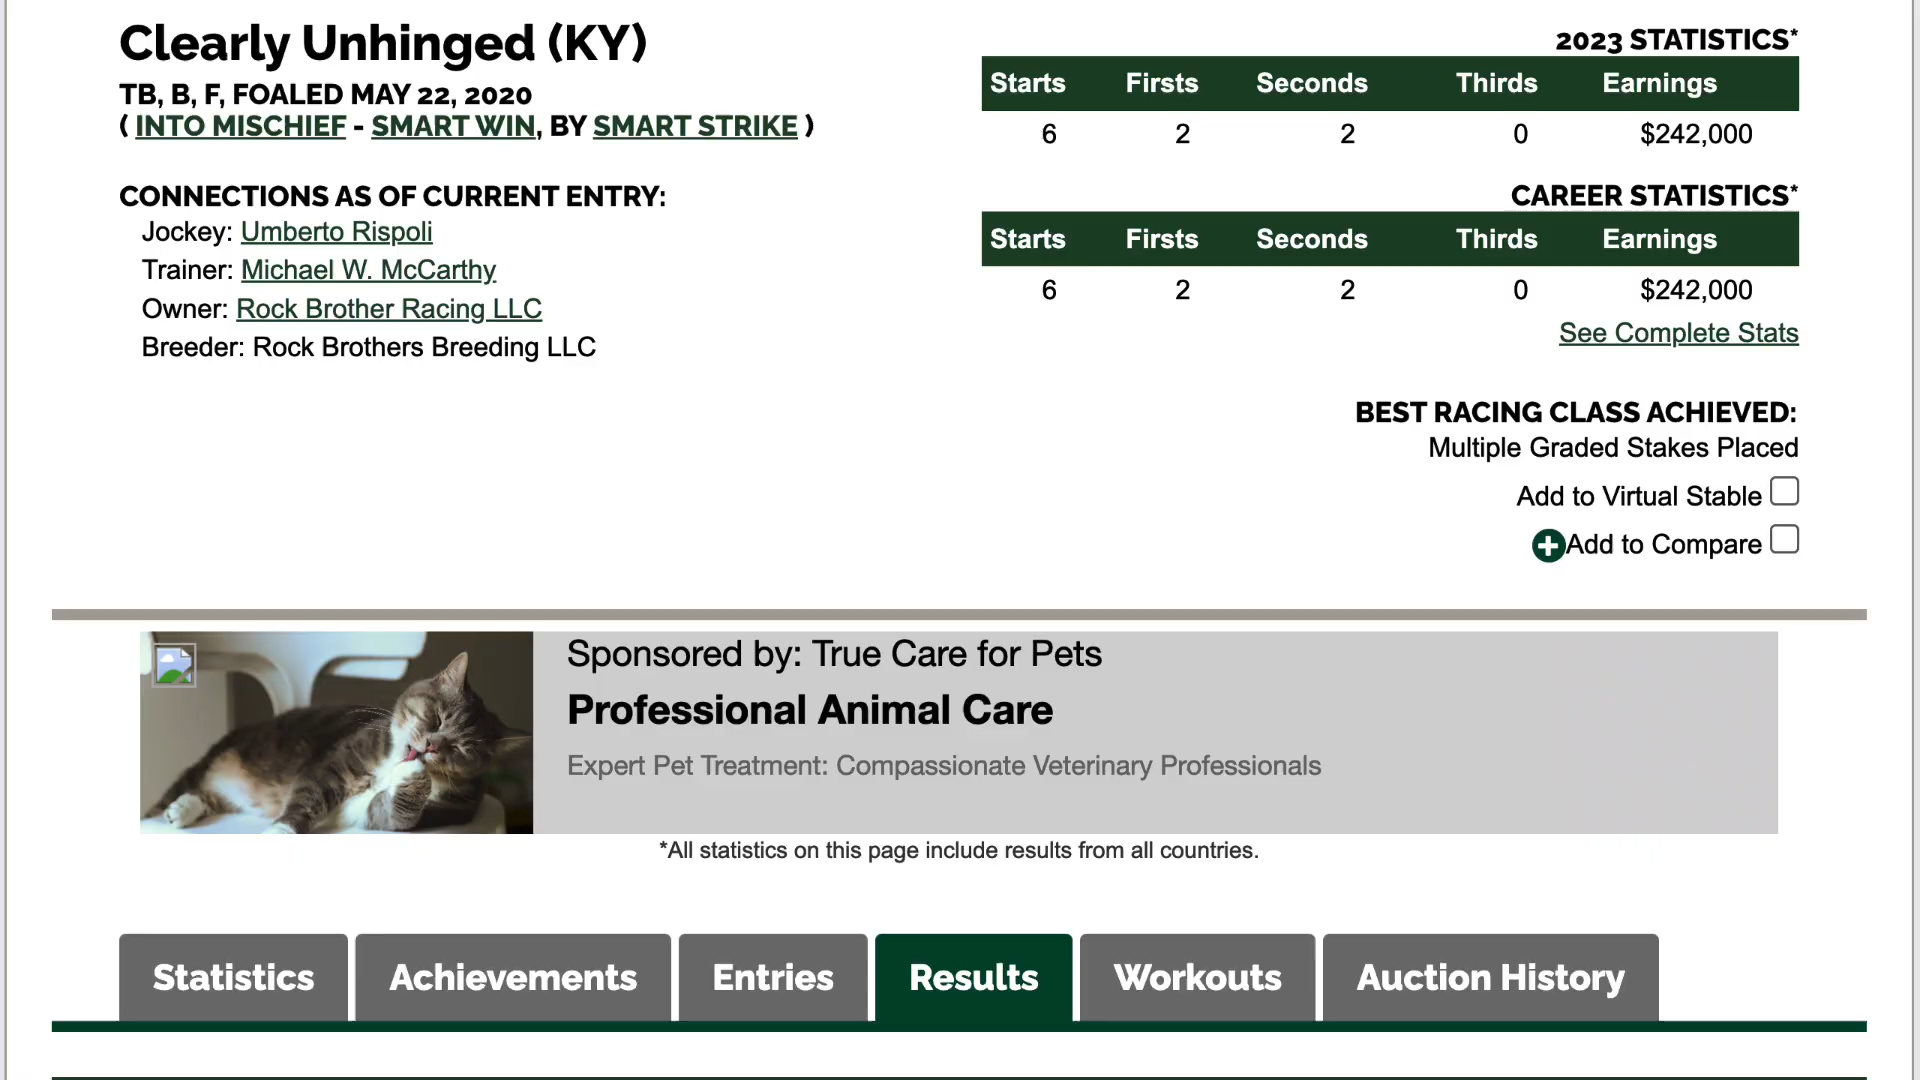 Clearly Unhinged (KY)
TB, B, F, FOALED MAY 22, 2020
( INTO MISCHIEF - SMART WIN, BY SMART STRIKE )
CONNECTIONS AS OF CURRENT ENTRY:
Jockey: Umberto Rispoli
Trainer: Michael W. McCarthy
Owner: Rock Brother Racing LLC
Breeder: Rock Brothers Breeding LLC
2023 STATISTICS*
Starts Firsts Seconds Thirds Earnings
6 2 2 0 $242,000
CAREER STATISTICS*
Starts Firsts Seconds Thirds Earnings
6 2 2 0 $242,000
See Complete Stats
BEST RACING CLASS ACHIEVED:
Multiple Graded Stakes Placed
Add to Virtual Stable
Add to Compare
Sponsored by: True Care for Pets
Professional Animal Care
Expert Pet Treatment: Compassionate Veterinary Professionals
*All statistics on this page include results from all countries.
Statistics Achievements Entries Results Workouts Auction History